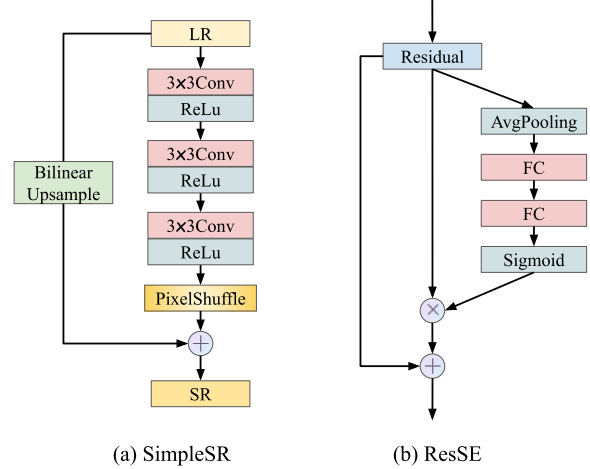 LR
3×3Conv
ReLu
3×3Conv
ReLu
3×3Conv
ReLu
Bilinear
Upsample
PixelShuffle
+
SR
(a) SimpleSR
Residual
AvgPooling
FC
FC
Sigmoid
×
+
(b) ResSE